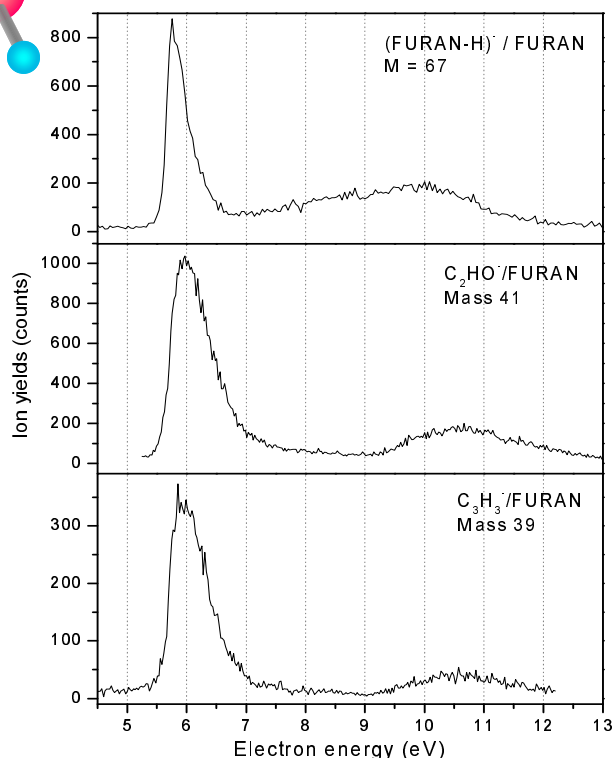 (FURAN-H)⁻ / FURAN
M = 67
800
600
400
200
0
C₂HO⁻/FURAN
Mass 41
1000
800
600
400
200
0
C₃H₃⁻/FURAN
Mass 39
300
200
100
0
Ion yields (counts)
5 6 7 8 9 10 11 12 13
Electron energy (eV)